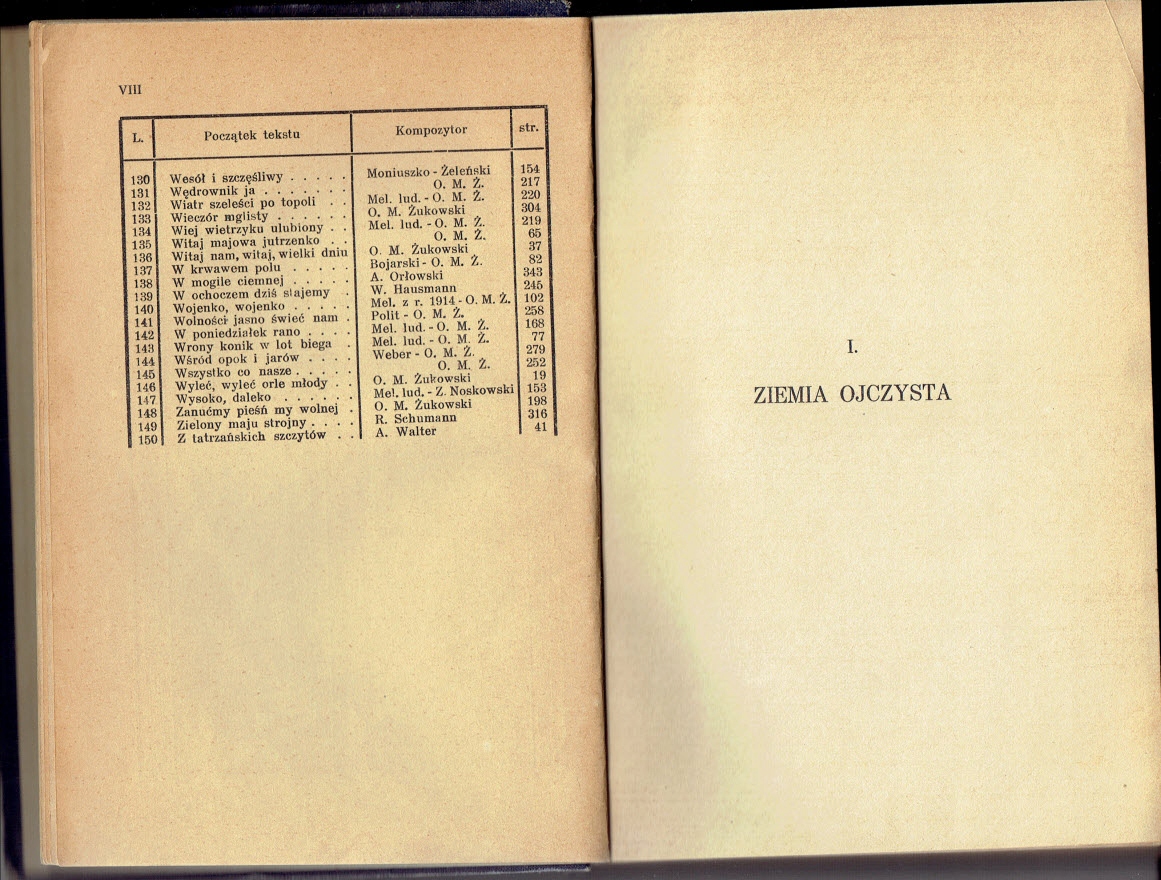 VIII
L. Początek tekstu Kompozytor str.
130 Wesół i szczęśliwy . . . . . Moniuszko - Żeleński 154
131 Wędrownik ja . . . . . . . O. M. Ż. 217
132 Wiatr szeleści po topoli . . Mel. lud. - O. M. Ż. 220
133 Wieczór mglisty . . . . . . O. M. Żukowski 304
134 Wiej wietrzyku ulubiony . . Mel. lud. - O. M. Ż. 219
135 Witaj majowa jutrzenko . . O. M. Ż. 65
136 Witaj nam, witaj, wielki dniu O. M. Żukowski 37
137 W krwawem polu . . . . . Bojarski - O. M. Ż. 82
138 W mogile ciemnej . . . . . A. Orłowski 343
139 W ochoczem dziś stajemy . W. Hausmann 245
140 Wojenko, wojenko . . . . . Mel. z r. 1914 - O. M. Ż. 102
141 Wolności jasno świeć nam . Polit - O. M. Ż. 258
142 W poniedziałek rano . . . . Mel. lud. - O. M. Ż. 168
143 Wrony konik w lot biega . Mel. lud. - O. M. Ż. 77
144 Wśród opok i jarów . . . . Weber - O. M. Ż. 279
145 Wszystko co nasze . . . . . O. M. Ż. 252
146 Wyleć, wyleć orle młody . . O. M. Żukowski 19
147 Wysoko, daleko . . . . . . Mel. lud. - Z. Noskowski 153
148 Zanućmy pieśń my wolnej . O. M. Żukowski 198
149 Zielony maju strojny . . . . R. Schumann 316
150 Z tatrzańskich szczytów . . A. Walter 41
I.
ZIEMIA OJCZYSTA